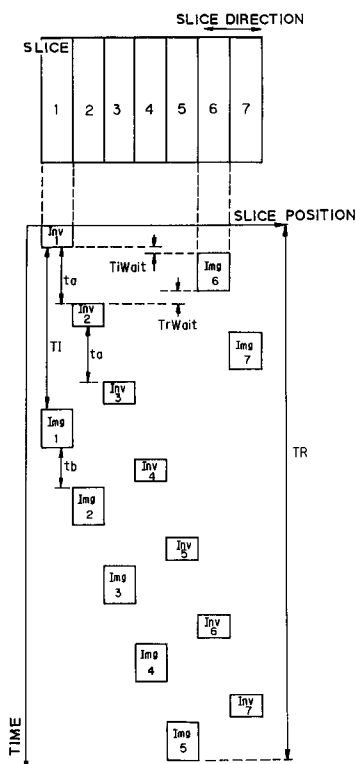 SLICE DIRECTION
SLICE
1 2 3 4 5 6 7
SLICE POSITION
Inv
1
TiWait
Img
6
ta
TrWait
Inv
2
TI
ta
Img
7
Inv
3
Img
1
TR
tb
Inv
4
Img
2
Inv
5
Img
3
Inv
6
Img
4
Inv
7
Img
5
TIME